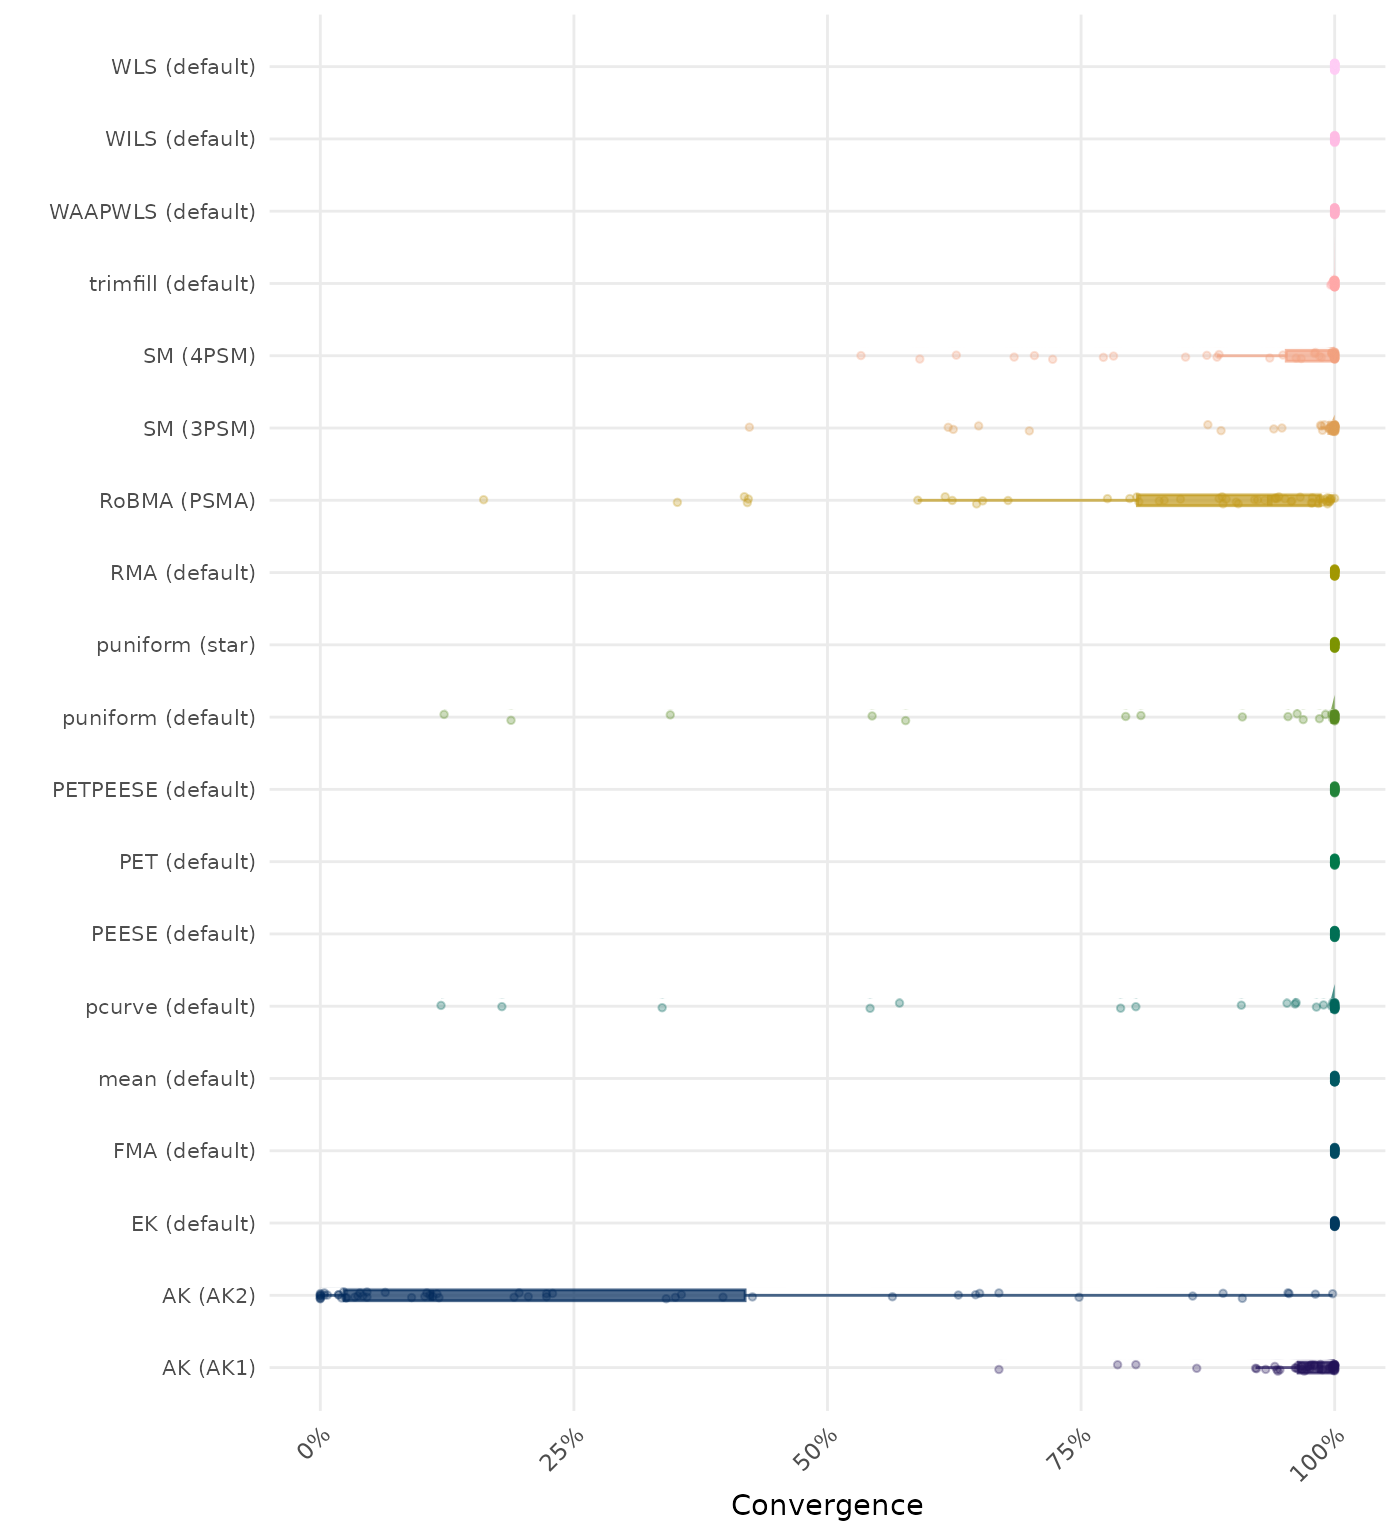 WLS (default)
WILS (default)
WAAPWLS (default)
trimfill (default)
SM (4PSM)
SM (3PSM)
RoBMA (PSMA)
RMA (default)
puniform (star)
puniform (default)
PETPEESE (default)
PET (default)
PEESE (default)
pcurve (default)
mean (default)
FMA (default)
EK (default)
AK (AK2)
AK (AK1)
0%
25%
50%
75%
100%
Convergence